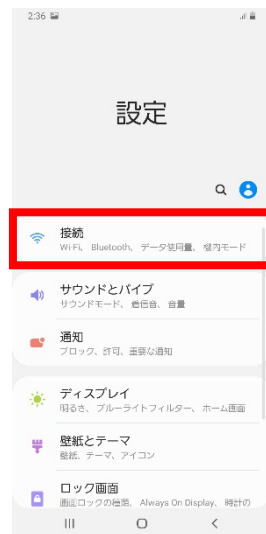 2:36
設定
接続
Wi-Fi、 Bluetooth、 データ使用量、 機内モード
サウンドとバイブ
サウンドモード、 着信音、 音量
通知
ブロック、許可、重要な通知
ディスプレイ
明るさ、 ブルーライトフィルター、 ホーム画面
壁紙とテーマ
壁紙、テーマ、アイコン
ロック画面
画面ロックの種類、 Always On Display、 時計の